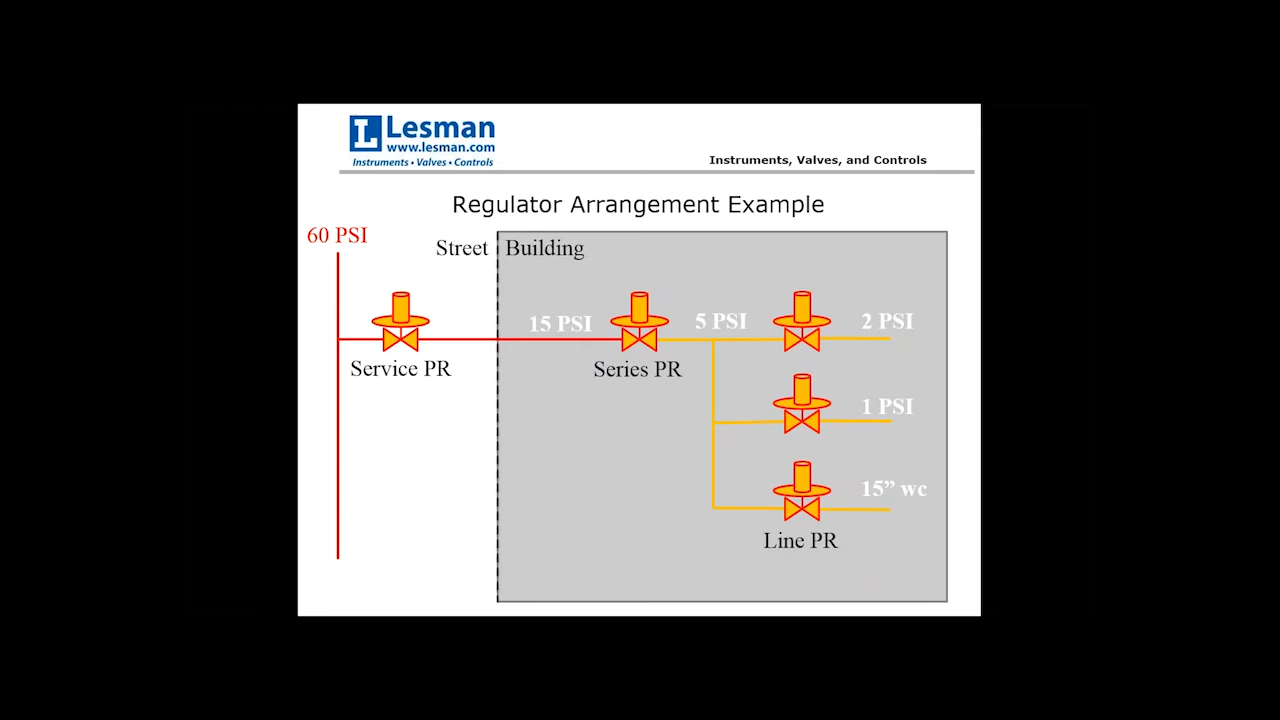 L Lesman
www.lesman.com
Instruments • Valves • Controls
Instruments, Valves, and Controls
Regulator Arrangement Example
60 PSI
Street
Building
15 PSI
5 PSI
2 PSI
Service PR
Series PR
1 PSI
15” wc
Line PR